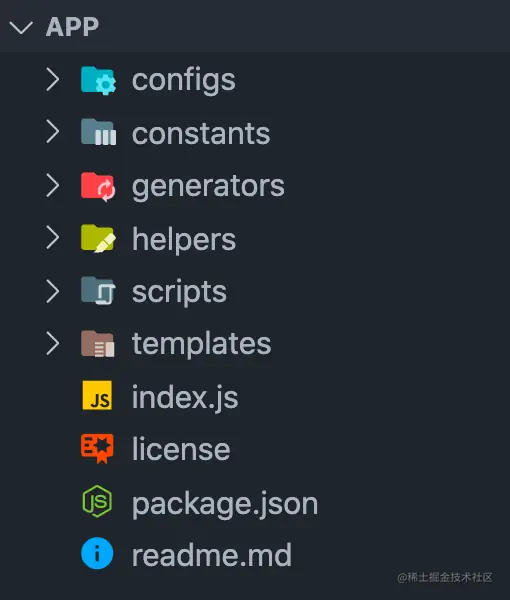 APP
configs
constants
generators
helpers
scripts
templates
index.js
license
package.json
readme.md
@稀土掘金技术社区